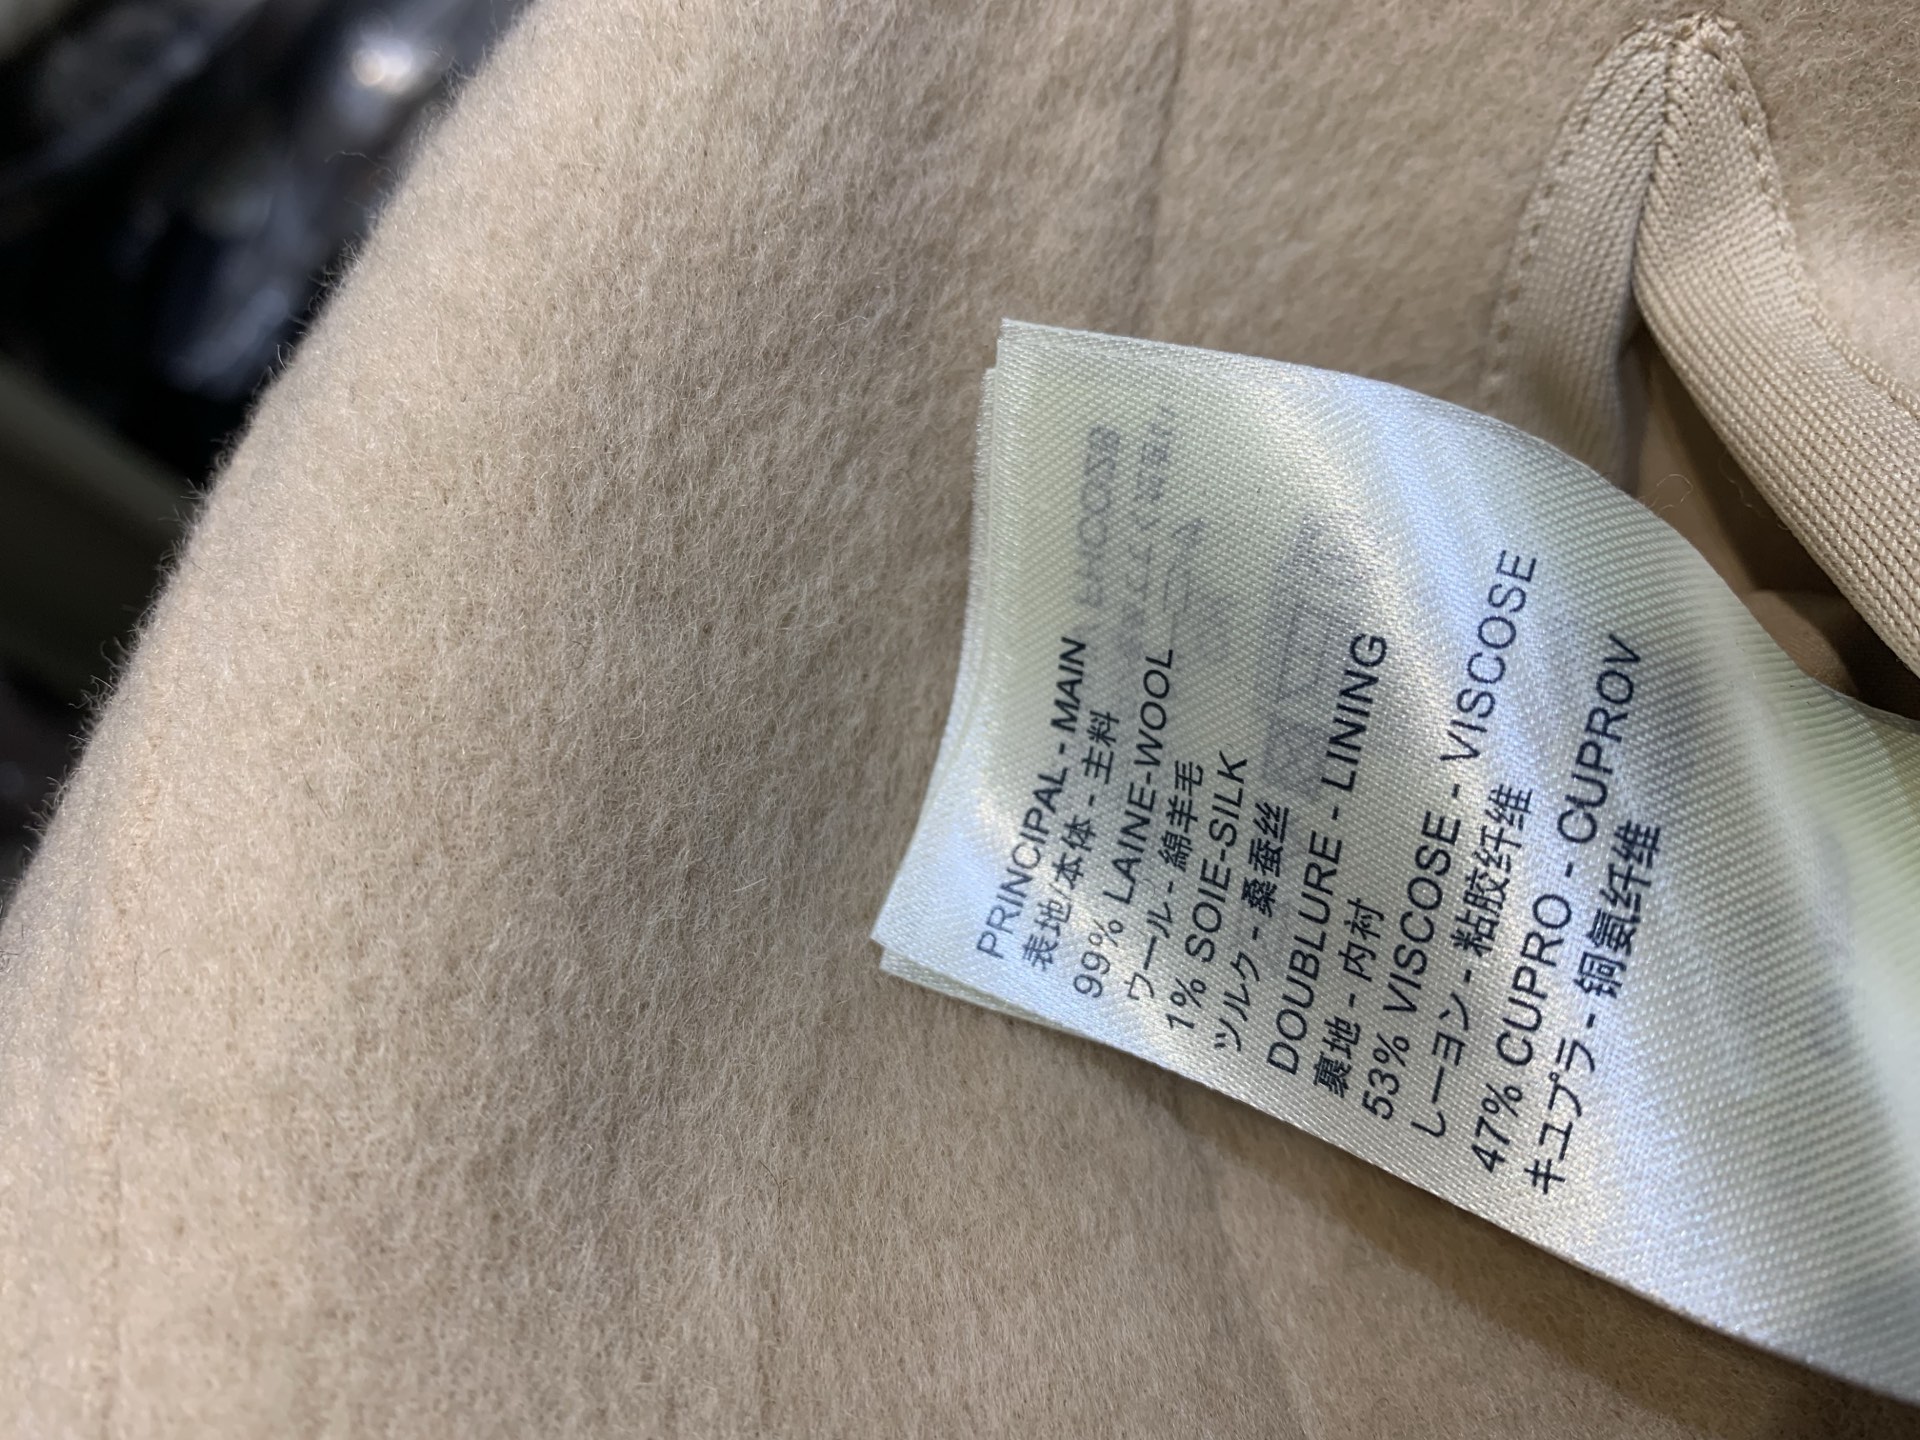 PRINCIPAL - MAIN
表地/本体 - 主料
99% LAINE-WOOL
ウール - 綿羊毛
1% SOIE-SILK
ツルク - 桑蚕丝
DOUBLURE - LINING
裏地 - 内衬
53% VISCOSE - VISCOSE
レーヨン - 粘胶纤维
47% CUPRO - CUPROV
キュプラ - 铜氨纤维